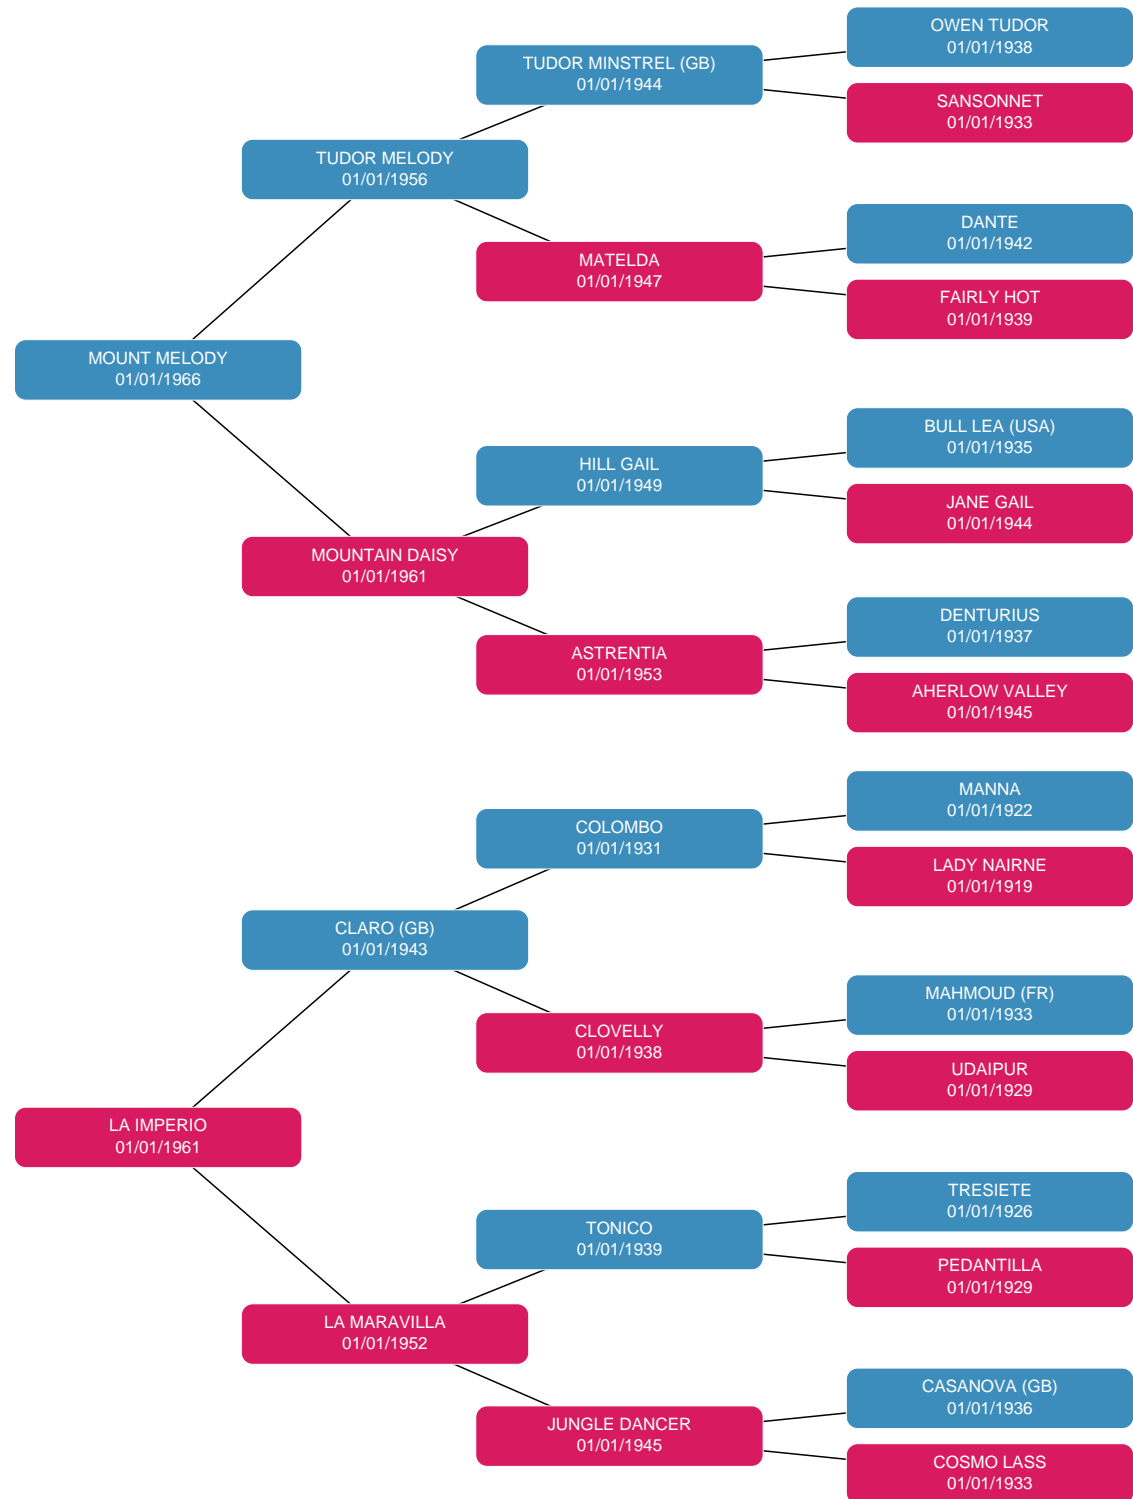 OWEN TUDOR
01/01/1938
TUDOR MINSTREL (GB)
01/01/1944
SANSONNET
01/01/1933
TUDOR MELODY
01/01/1956
DANTE
01/01/1942
MATELDA
01/01/1947
FAIRLY HOT
01/01/1939
MOUNT MELODY
01/01/1966
BULL LEA (USA)
01/01/1935
HILL GAIL
01/01/1949
JANE GAIL
01/01/1944
MOUNTAIN DAISY
01/01/1961
DENTURIUS
01/01/1937
ASTRENTIA
01/01/1953
AHERLOW VALLEY
01/01/1945
MANNA
01/01/1922
COLOMBO
01/01/1931
LADY NAIRNE
01/01/1919
CLARO (GB)
01/01/1943
MAHMOUD (FR)
01/01/1933
CLOVELLY
01/01/1938
UDAIPUR
01/01/1929
LA IMPERIO
01/01/1961
TRESIETE
01/01/1926
TONICO
01/01/1939
PEDANTILLA
01/01/1929
LA MARAVILLA
01/01/1952
CASANOVA (GB)
01/01/1936
JUNGLE DANCER
01/01/1945
COSMO LASS
01/01/1933